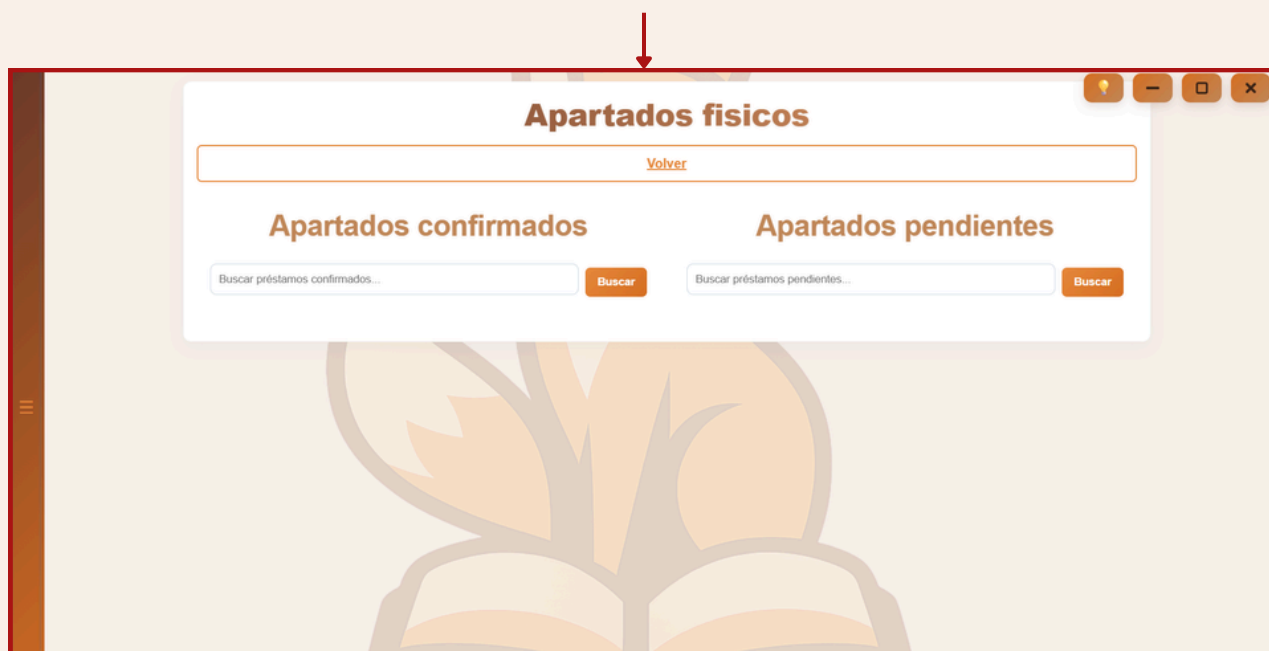 Apartados fisicos
Volver
Apartados confirmados
Buscar préstamos confirmados...
Buscar
Apartados pendientes
Buscar préstamos pendientes...
Buscar